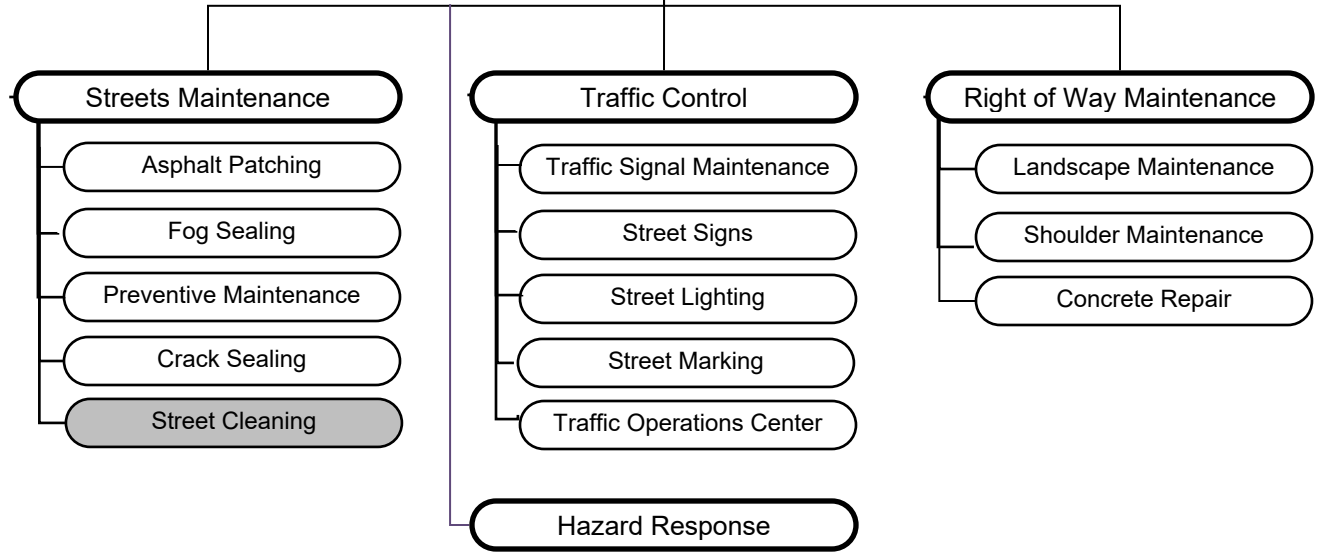 Streets Maintenance
Asphalt Patching
Fog Sealing
Preventive Maintenance
Crack Sealing
Street Cleaning
Traffic Control
Traffic Signal Maintenance
Street Signs
Street Lighting
Street Marking
Traffic Operations Center
Hazard Response
Right of Way Maintenance
Landscape Maintenance
Shoulder Maintenance
Concrete Repair